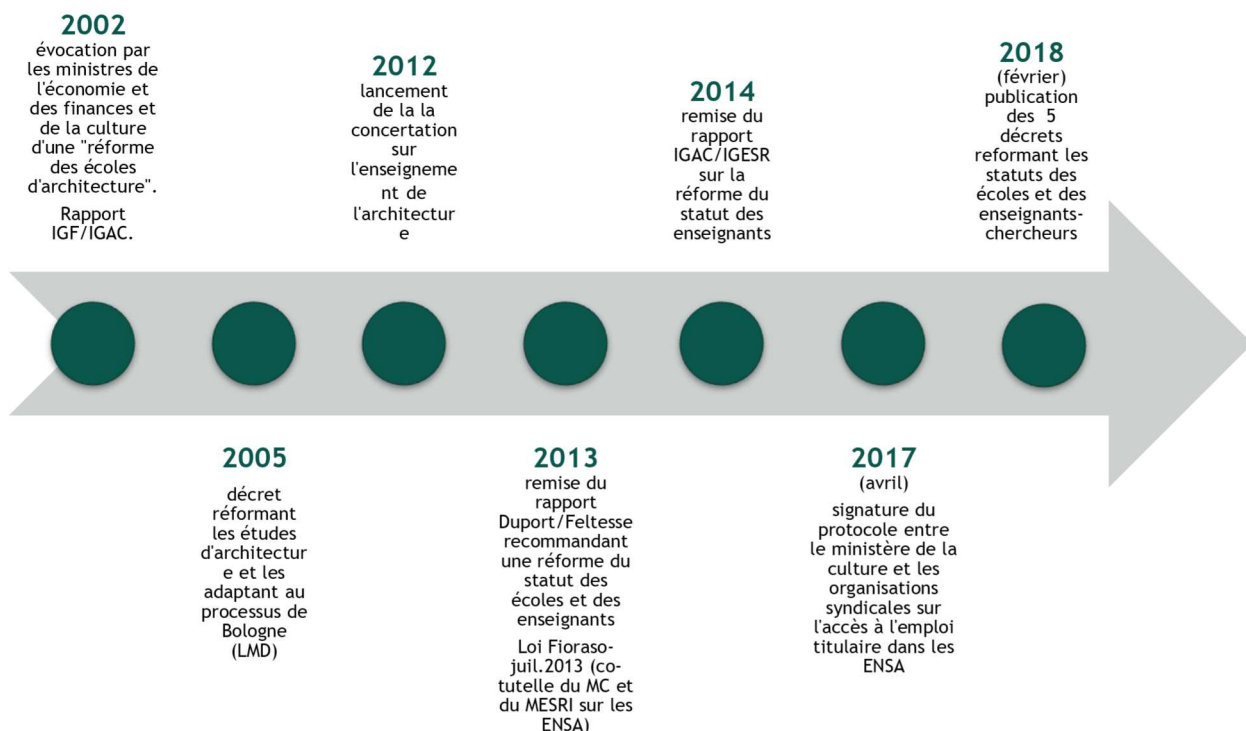 2002
évocation par
les ministres de
l'économie et
des finances et
de la culture
d'une "réforme
des écoles
d'architecture".
Rapport
IGF/IGAC.
2005
décret
réformant
les études
d'architectur
e et les
adaptant au
processus de
Bologne
(LMD)
2012
lancement
de la la
concertation
sur
l'enseigneme
nt de
l'architectur
e
2013
remise du
rapport
Duport/Feltesse
recommandant
une réforme du
statut des
écoles et des
enseignants
Loi Fioraso-
juil.2013 (co-
tutelle du MC et
du MESRI sur les
ENSA)
2014
remise du
rapport
IGAC/IGESR
sur la
réforme du
statut des
enseignants
2017
(avril)
signature du
protocole entre
le ministère de la
culture et les
organisations
syndicales sur
l'accès à l'emploi
titulaire dans les
ENSA
2018
(février)
publication
des 5
décrets
reformant les
statuts des
écoles et des
enseignants-
chercheurs